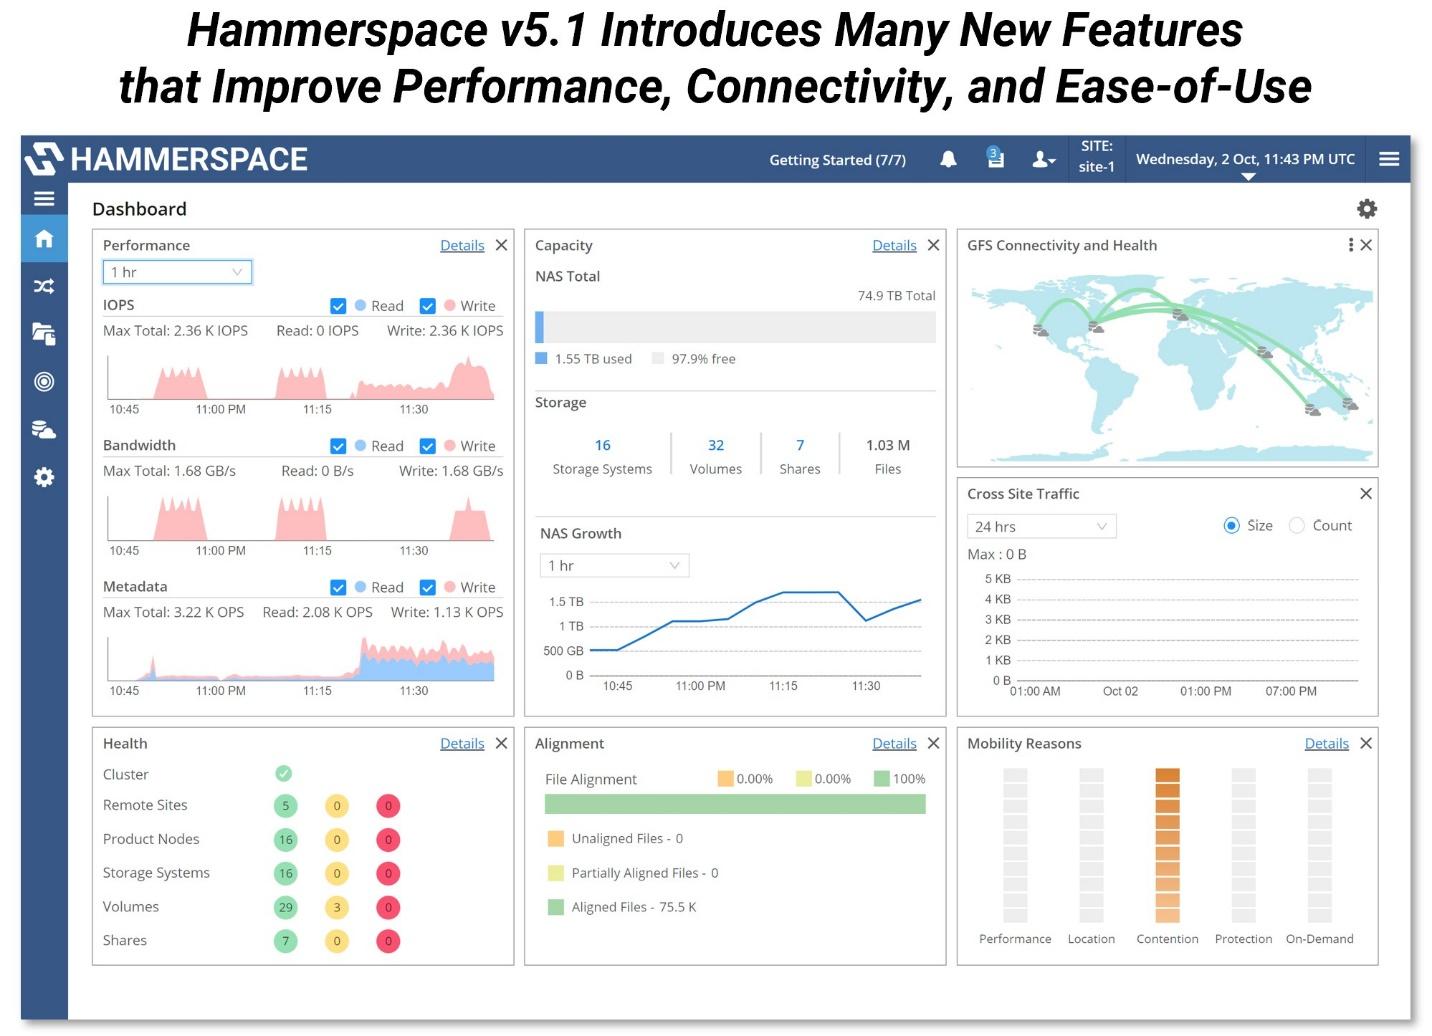 Hammerspace v5.1 Introduces Many New Features
that Improve Performance, Connectivity, and Ease-of-Use
HAMMERSPACE
Getting Started (7/7)
3
SITE:
site-1
Wednesday, 2 Oct, 11:43 PM UTC
Dashboard
Performance Details
1 hr
IOPS Read Write
Max Total: 2.36 K IOPS Read: 0 IOPS Write: 2.36 K IOPS
10:45 11:00 PM 11:15 11:30
Bandwidth Read Write
Max Total: 1.68 GB/s Read: 0 B/s Write: 1.68 GB/s
10:45 11:00 PM 11:15 11:30
Metadata Read Write
Max Total: 3.22 K OPS Read: 2.08 K OPS Write: 1.13 K OPS
10:45 11:00 PM 11:15 11:30
Capacity Details
NAS Total
74.9 TB Total
1.55 TB used 97.9% free
Storage
16 32 7 1.03 M
Storage Systems Volumes Shares Files
NAS Growth
1 hr
1.5 TB
1 TB
500 GB
0 B
10:45 11:00 PM 11:15 11:30
GFS Connectivity and Health
Cross Site Traffic
24 hrs Size Count
Max : 0 B
5 KB
4 KB
3 KB
2 KB
1 KB
0 B
01:00 AM Oct 02 01:00 PM 07:00 PM
Health Details
Cluster
Remote Sites 5 0 0
Product Nodes 16 0 0
Storage Systems 16 0 0
Volumes 29 3 0
Shares 7 0 0
Alignment Details
File Alignment 0.00% 0.00% 100%
Unaligned Files - 0
Partially Aligned Files - 0
Aligned Files - 75.5 K
Mobility Reasons Details
Performance Location Contention Protection On-Demand